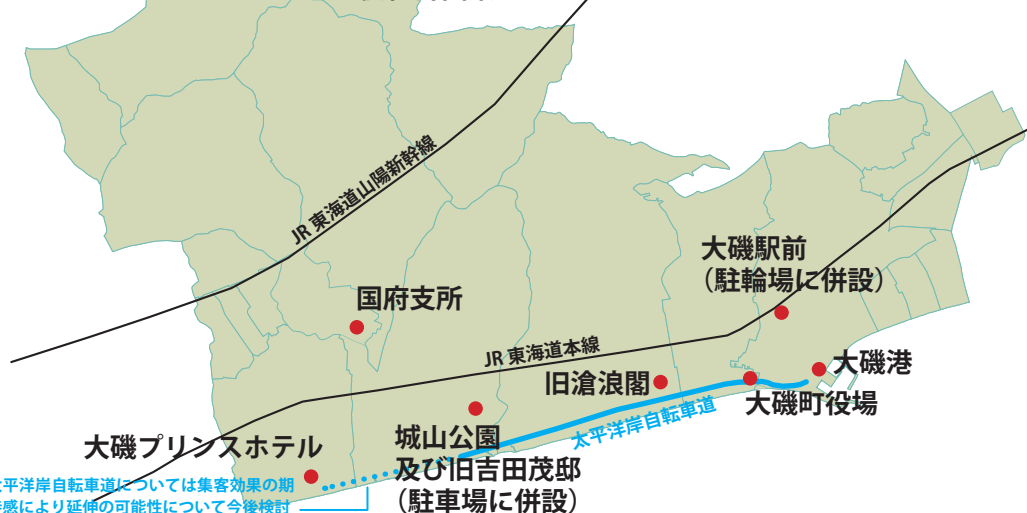 JR 東海道山陽新幹線
大磯駅前
（駐輪場に併設）
国府支所
JR 東海道本線
旧滄浪閣
大磯港
大磯町役場
太平洋岸自転車道
大磯プリンスホテル
城山公園
及び旧吉田茂邸
（駐車場に併設）
平洋岸自転車道については集客効果の期
感により延伸の可能性について今後検討